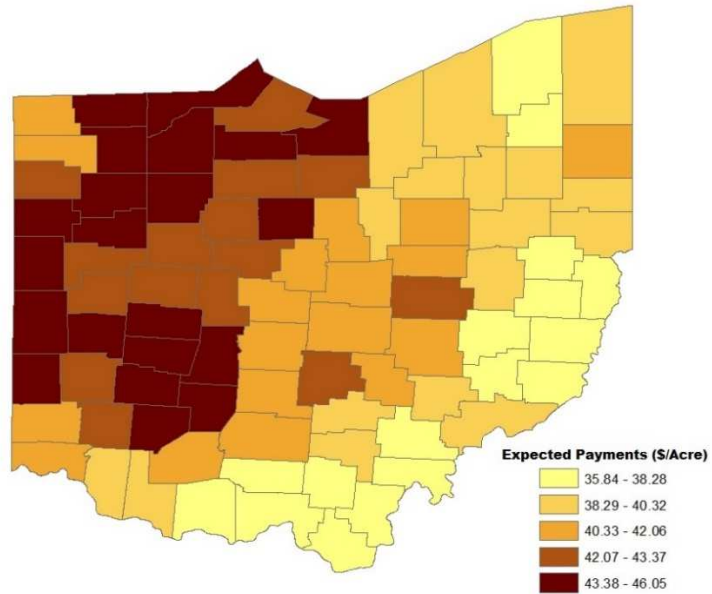 Expected Payments ($/Acre)
35.84 - 38.28
38.29 - 40.32
40.33 - 42.06
42.07 - 43.37
43.38 - 46.05